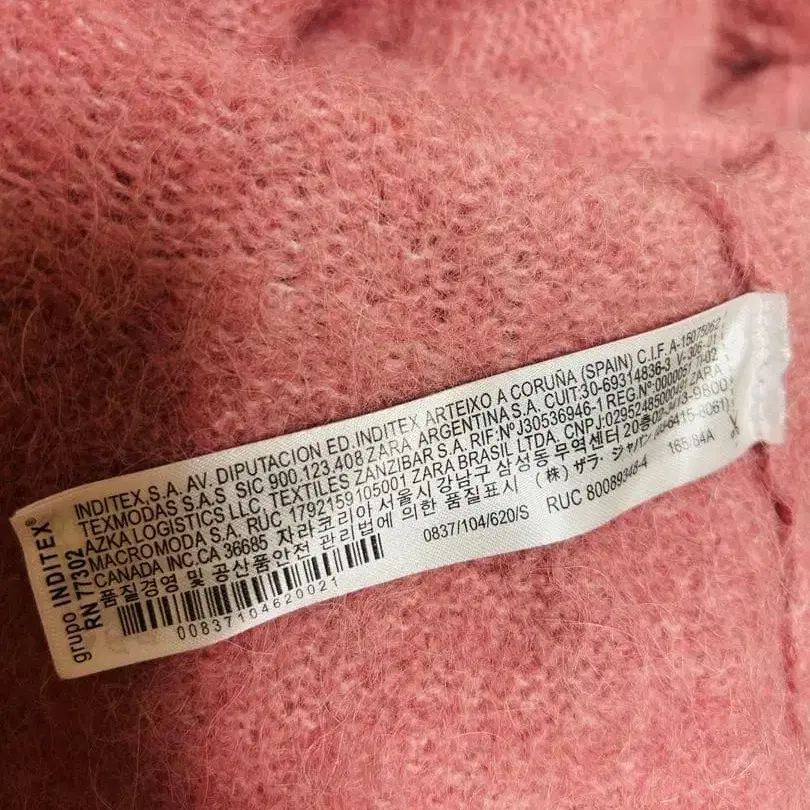 grupo INDITEX®
RN 77302
INDITEX,S.A. AV. DIPUTACION ED.INDITEX ARTEIXO A CORUÑA (SPAIN) C.I.F. A-15075062
TEXMODAS S.A.S. SIC 900.123.408 ZARA ARGENTINA S.A. CUIT:30-69314836-3
AZKA LOGISTICS LLC, TEXTILES ZANZIBAR S.A. RIF.Nº J30536946-1 REG.Nº:
MACROMODA S.A. RUC 1792159105001 ZARA BRASIL LTDA, CNPJ: ZARA
CANADA INC.CA 36685 자라코리아 서울시 강남구 삼성동 무역센터 20층
품질경영 및 공산품안전 관리법에 의한 품질표시 (株) ザラ・ジャパン
00837104620021
0837/104/620/S RUC 80089348-4 165/84A